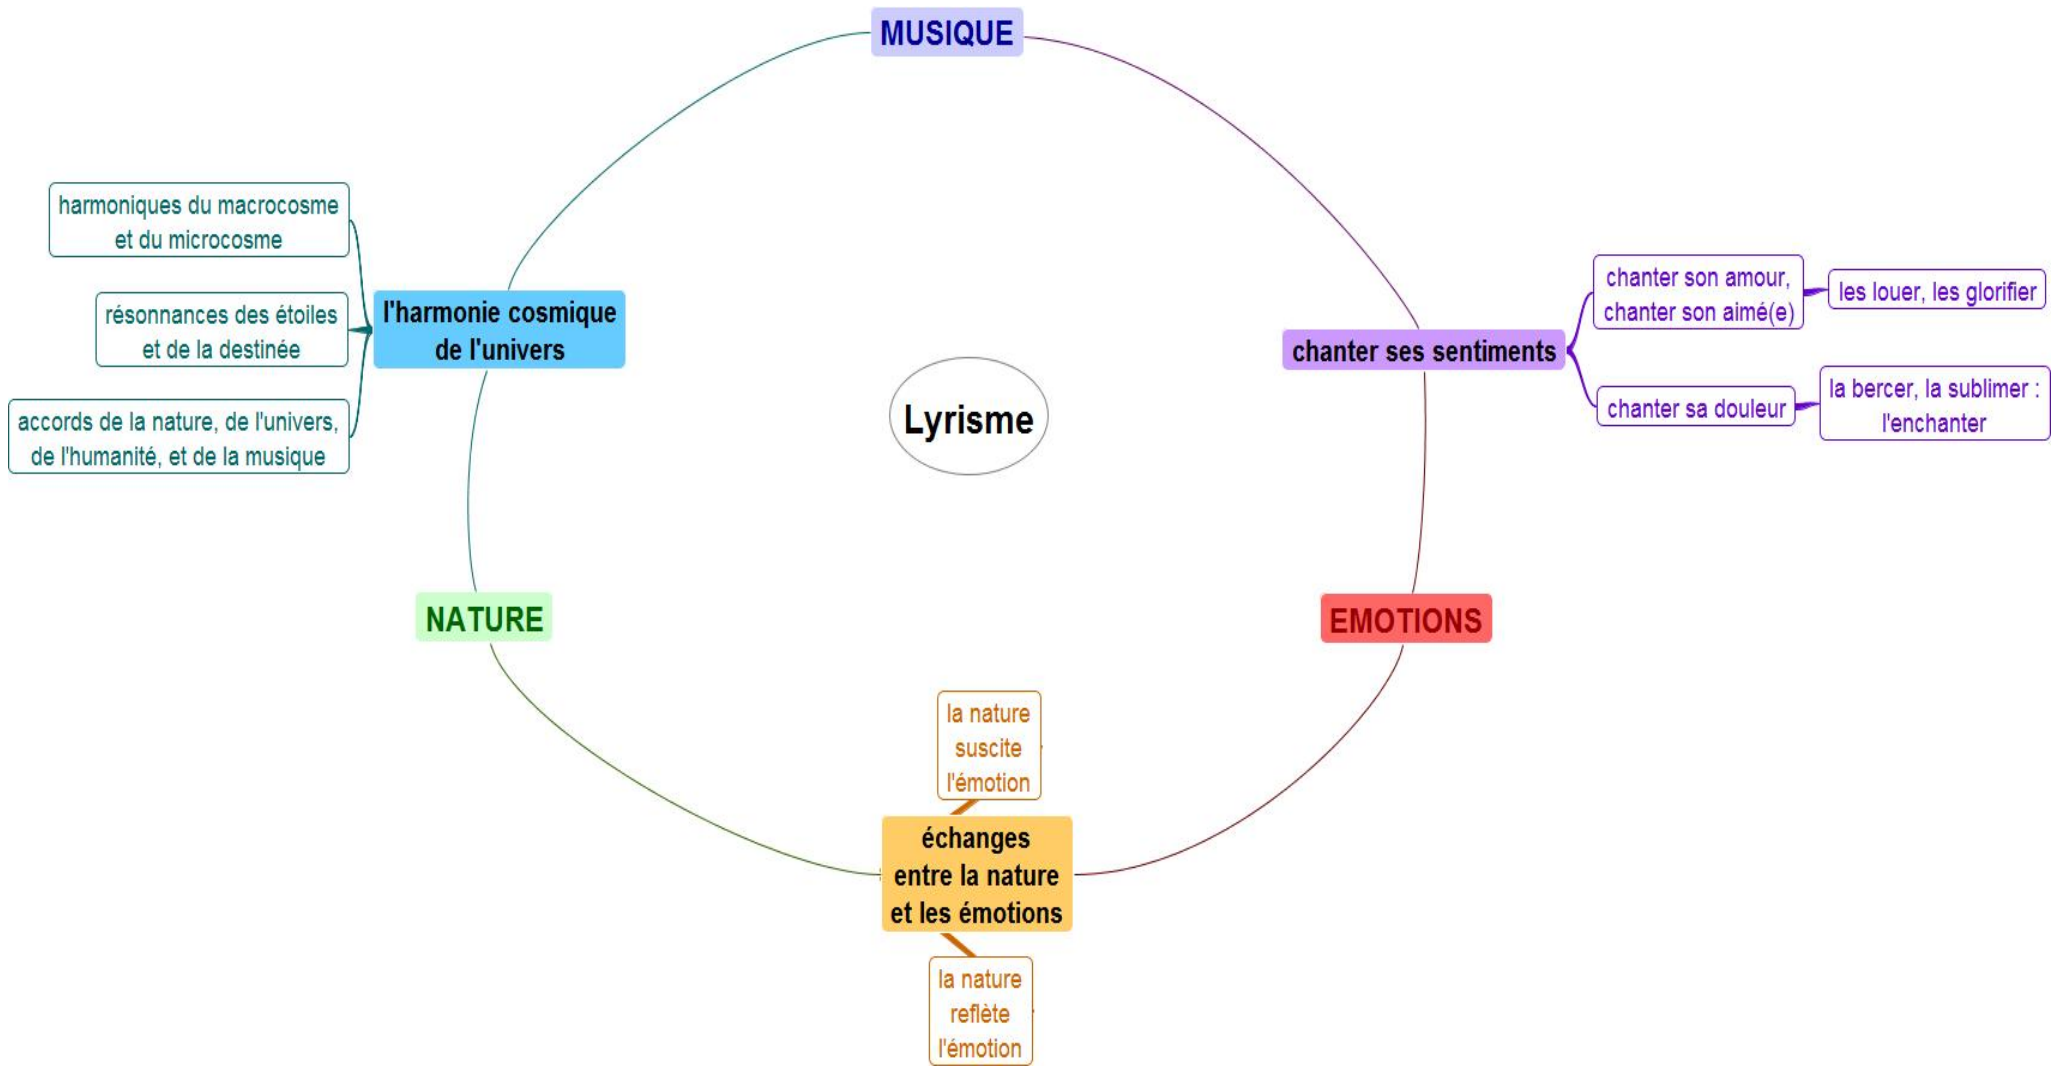 MUSIQUE
harmoniques du macrocosme
et du microcosme
résonnances des étoiles
et de la destinée
accords de la nature, de l'univers,
de l'humanité, et de la musique
l'harmonie cosmique
de l'univers
Lyrisme
chanter ses sentiments
chanter son amour,
chanter son aimé(e)
les louer, les glorifier
chanter sa douleur
la bercer, la sublimer :
l'enchanter
NATURE
EMOTIONS
la nature
suscite
l'émotion
échanges
entre la nature
et les émotions
la nature
reflète
l'émotion